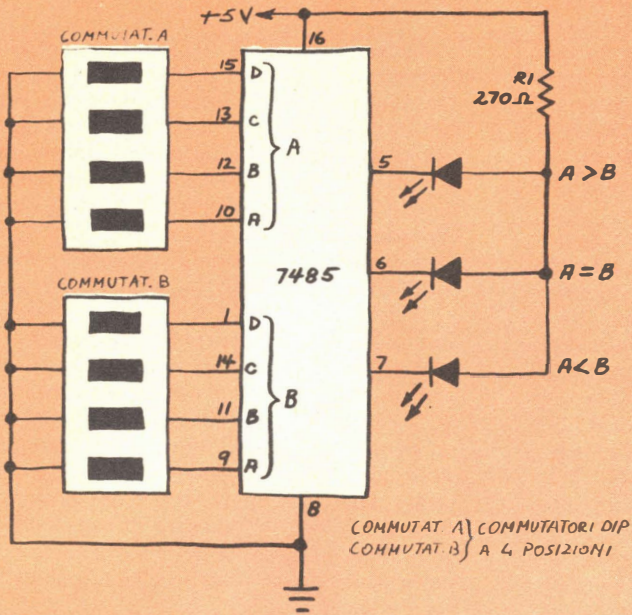 +5V
COMMUTAT. A
16
R1
270Ω
15 D
13 C
12 B
10 A
A
5
A>B
6
A=B
7485
COMMUTAT. B
1 D
14 C
11 B
9 A
B
7
A<B
8
COMMUTAT. A } COMMUTATORI DIP
COMMUTAT. B } A 4 POSIZIONI